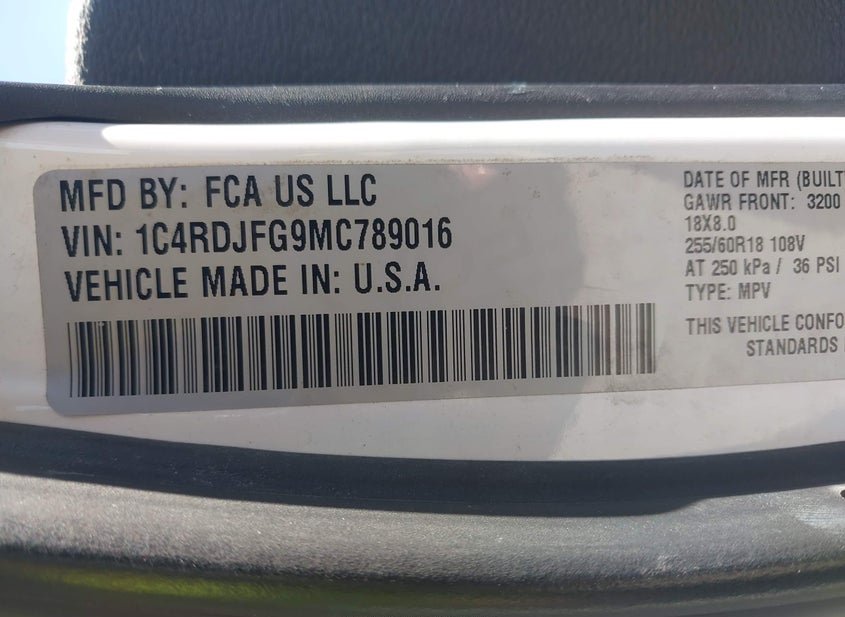 MFD BY: FCA US LLC
VIN: 1C4RDJFG9MC789016
VEHICLE MADE IN: U.S.A.
DATE OF MFR (BUILT
GAWR FRONT: 3200
18X8.0
255/60R18 108V
AT 250 kPa / 36 PSI
TYPE: MPV
THIS VEHICLE CONFO
STANDARDS